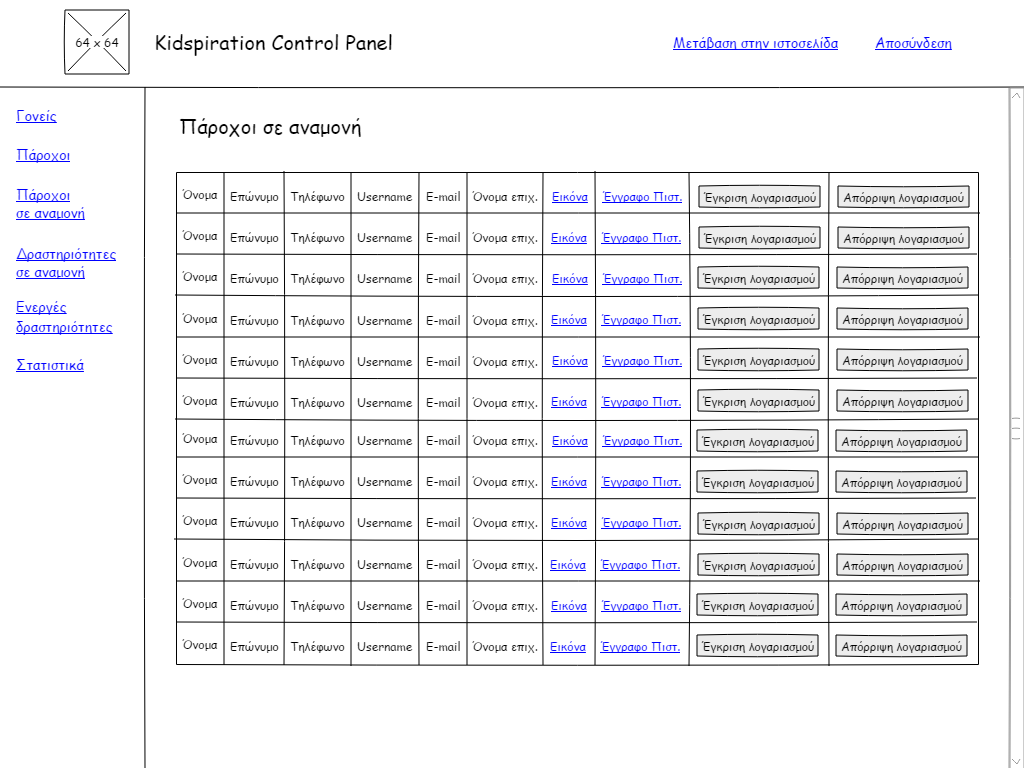 64 x 64
Kidspiration Control Panel
Μετάβαση στην ιστοσελίδα
Αποσύνδεση
Γονείς
Πάροχοι
Πάροχοι
σε αναμονή
Δραστηριότητες
σε αναμονή
Ενεργές
δραστηριότητες
Στατιστικά
Πάροχοι σε αναμονή
Όνομα Επώνυμο Τηλέφωνο Username E-mail Όνομα επιχ. Εικόνα Έγγραφο Πιστ. Έγκριση λογαριασμού Απόρριψη λογαριασμού
Όνομα Επώνυμο Τηλέφωνο Username E-mail Όνομα επιχ. Εικόνα Έγγραφο Πιστ. Έγκριση λογαριασμού Απόρριψη λογαριασμού
Όνομα Επώνυμο Τηλέφωνο Username E-mail Όνομα επιχ. Εικόνα Έγγραφο Πιστ. Έγκριση λογαριασμού Απόρριψη λογαριασμού
Όνομα Επώνυμο Τηλέφωνο Username E-mail Όνομα επιχ. Εικόνα Έγγραφο Πιστ. Έγκριση λογαριασμού Απόρριψη λογαριασμού
Όνομα Επώνυμο Τηλέφωνο Username E-mail Όνομα επιχ. Εικόνα Έγγραφο Πιστ. Έγκριση λογαριασμού Απόρριψη λογαριασμού
Όνομα Επώνυμο Τηλέφωνο Username E-mail Όνομα επιχ. Εικόνα Έγγραφο Πιστ. Έγκριση λογαριασμού Απόρριψη λογαριασμού
Όνομα Επώνυμο Τηλέφωνο Username E-mail Όνομα επιχ. Εικόνα Έγγραφο Πιστ. Έγκριση λογαριασμού Απόρριψη λογαριασμού
Όνομα Επώνυμο Τηλέφωνο Username E-mail Όνομα επιχ. Εικόνα Έγγραφο Πιστ. Έγκριση λογαριασμού Απόρριψη λογαριασμού
Όνομα Επώνυμο Τηλέφωνο Username E-mail Όνομα επιχ. Εικόνα Έγγραφο Πιστ. Έγκριση λογαριασμού Απόρριψη λογαριασμού
Όνομα Επώνυμο Τηλέφωνο Username E-mail Όνομα επιχ. Εικόνα Έγγραφο Πιστ. Έγκριση λογαριασμού Απόρριψη λογαριασμού
Όνομα Επώνυμο Τηλέφωνο Username E-mail Όνομα επιχ. Εικόνα Έγγραφο Πιστ. Έγκριση λογαριασμού Απόρριψη λογαριασμού
Όνομα Επώνυμο Τηλέφωνο Username E-mail Όνομα επιχ. Εικόνα Έγγραφο Πιστ. Έγκριση λογαριασμού Απόρριψη λογαριασμού